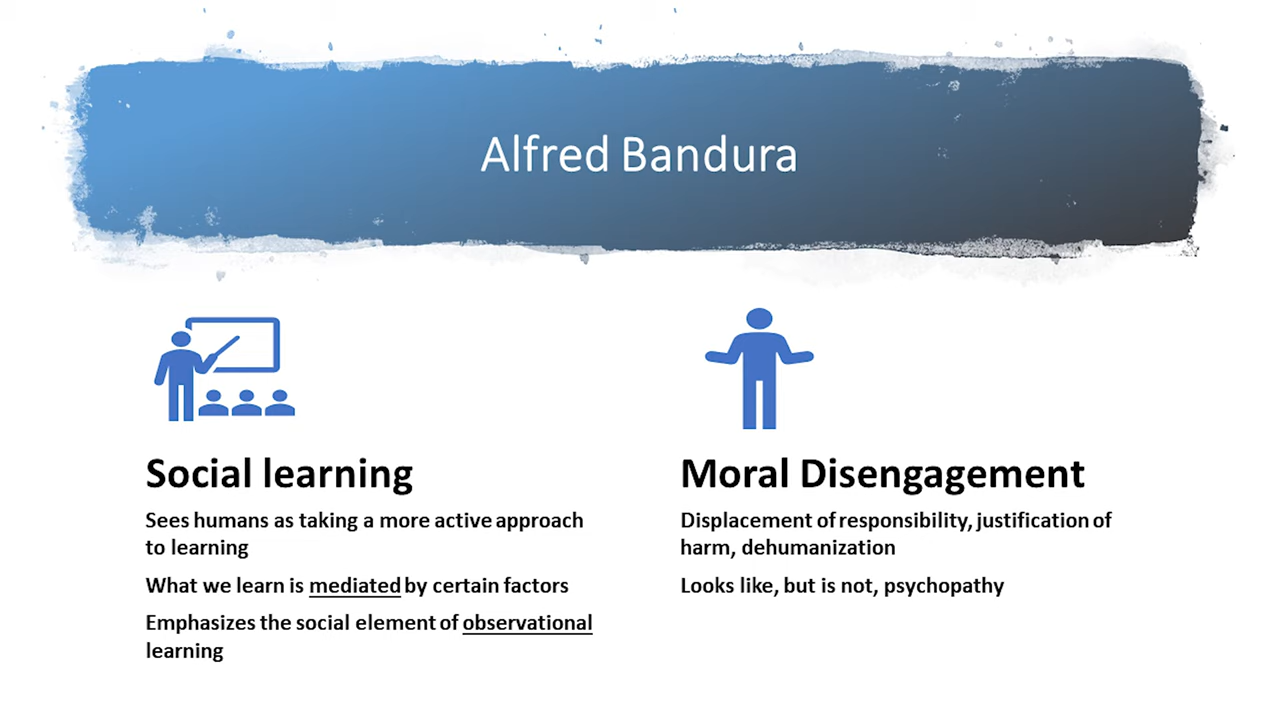 Alfred Bandura
Social learning
Sees humans as taking a more active approach
to learning
What we learn is mediated by certain factors
Emphasizes the social element of observational
learning
Moral Disengagement
Displacement of responsibility, justification of
harm, dehumanization
Looks like, but is not, psychopathy